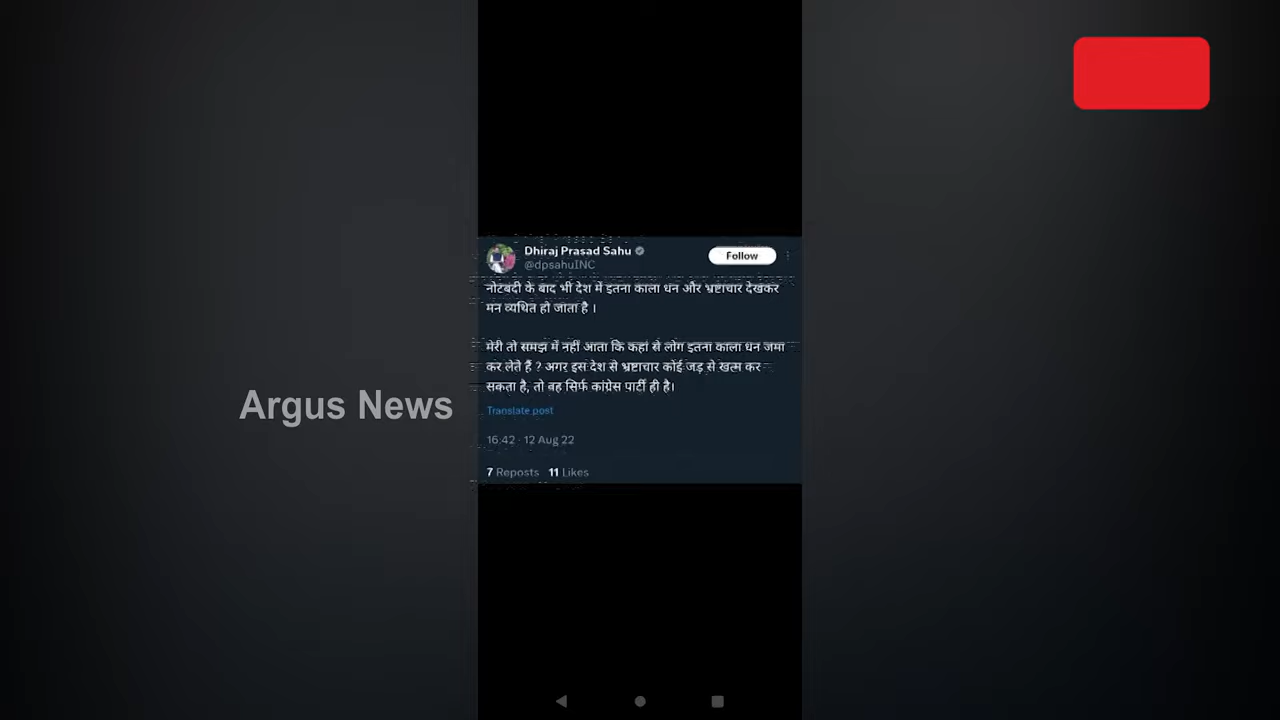 Dhiraj Prasad Sahu
@dpsahuINC
Follow
नोटबंदी के बाद भी देश में इतना काला धन और भ्रष्टाचार देखकर
मन व्यथित हो जाता है ।
मेरी तो समझ में नहीं आता कि कहां से लोग इतना काला धन जमा
कर लेते हैं ? अगर इस देश से भ्रष्टाचार कोई जड़ से खत्म कर
सकता है, तो वह सिर्फ कांग्रेस पार्टी ही है।
Translate post
16:42 · 12 Aug 22
7 Reposts 11 Likes
Argus News